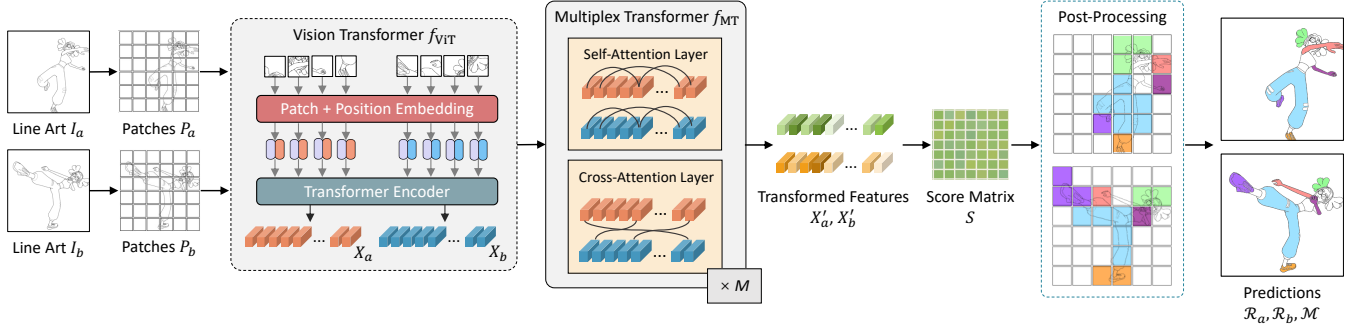 Line Art I_a
Patches P_a
Line Art I_b
Patches P_b
Vision Transformer f_ViT
Patch + Position Embedding
Transformer Encoder
... X_a
... X_b
Multiplex Transformer f_MT
Self-Attention Layer
...
...
Cross-Attention Layer
...
...
× M
...
...
Transformed Features
X'_a, X'_b
Score Matrix
S
Post-Processing
Predictions
ℛ_a, ℛ_b, ℳ